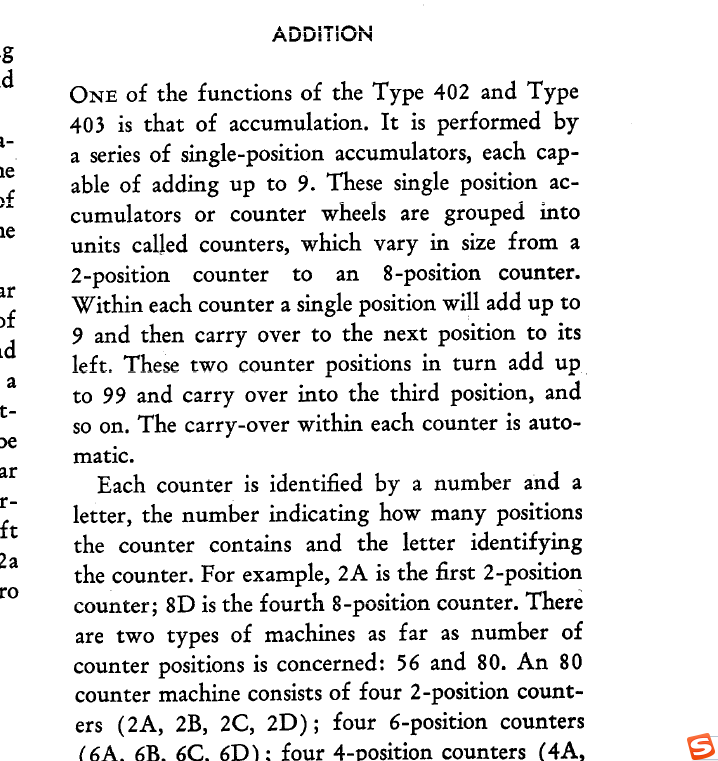 ADDITION
g
d
a-
ne
of
ne
ar
of
nd
a
t-
be
ar
r-
ft
2a
ro
ONE of the functions of the Type 402 and Type
403 is that of accumulation. It is performed by
a series of single-position accumulators, each cap-
able of adding up to 9. These single position ac-
cumulators or counter wheels are grouped into
units called counters, which vary in size from a
2-position counter to an 8-position counter.
Within each counter a single position will add up to
9 and then carry over to the next position to its
left. These two counter positions in turn add up
to 99 and carry over into the third position, and
so on. The carry-over within each counter is auto-
matic.
Each counter is identified by a number and a
letter, the number indicating how many positions
the counter contains and the letter identifying
the counter. For example, 2A is the first 2-position
counter; 8D is the fourth 8-position counter. There
are two types of machines as far as number of
counter positions is concerned: 56 and 80. An 80
counter machine consists of four 2-position count-
ers (2A, 2B, 2C, 2D); four 6-position counters
(6A, 6B, 6C, 6D); four 4-position counters (4A,
S